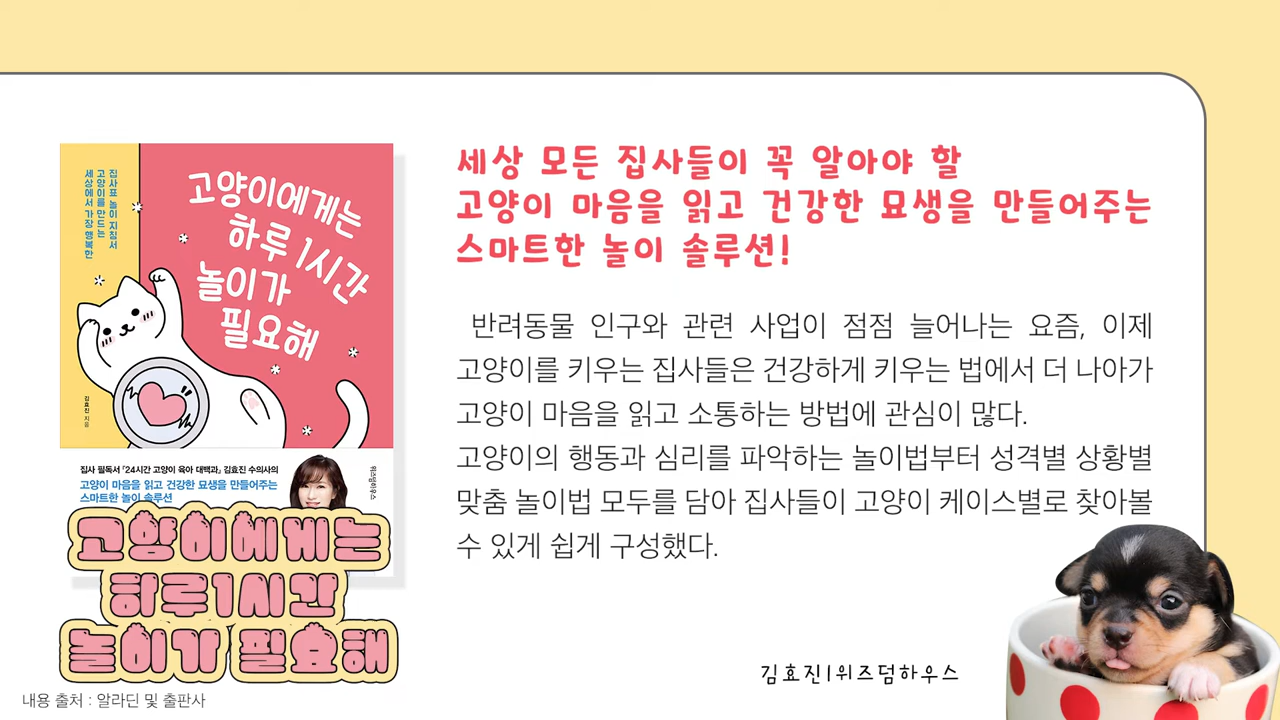 집사표 놀이 지침서
고양이를 만드는
세상에서 가장 행복한
고양이에게는
하루 1시간
놀이가
필요해
김효진 지음
집사 필독서 『24시간 고양이 육아 대백과』 김효진 수의사의
고양이 마음을 읽고 건강한 묘생을 만들어주는
스마트한 놀이 솔루션
위즈덤하우스
고양이에게는
하루1시간
놀이가 필요해
내용 출처 : 알라딘 및 출판사
세상 모든 집사들이 꼭 알아야 할
고양이 마음을 읽고 건강한 묘생을 만들어주는
스마트한 놀이 솔루션!
반려동물 인구와 관련 사업이 점점 늘어나는 요즘, 이제
고양이를 키우는 집사들은 건강하게 키우는 법에서 더 나아가
고양이 마음을 읽고 소통하는 방법에 관심이 많다.
고양이의 행동과 심리를 파악하는 놀이법부터 성격별 상황별
맞춤 놀이법 모두를 담아 집사들이 고양이 케이스별로 찾아볼
수 있게 쉽게 구성했다.
김효진|위즈덤하우스